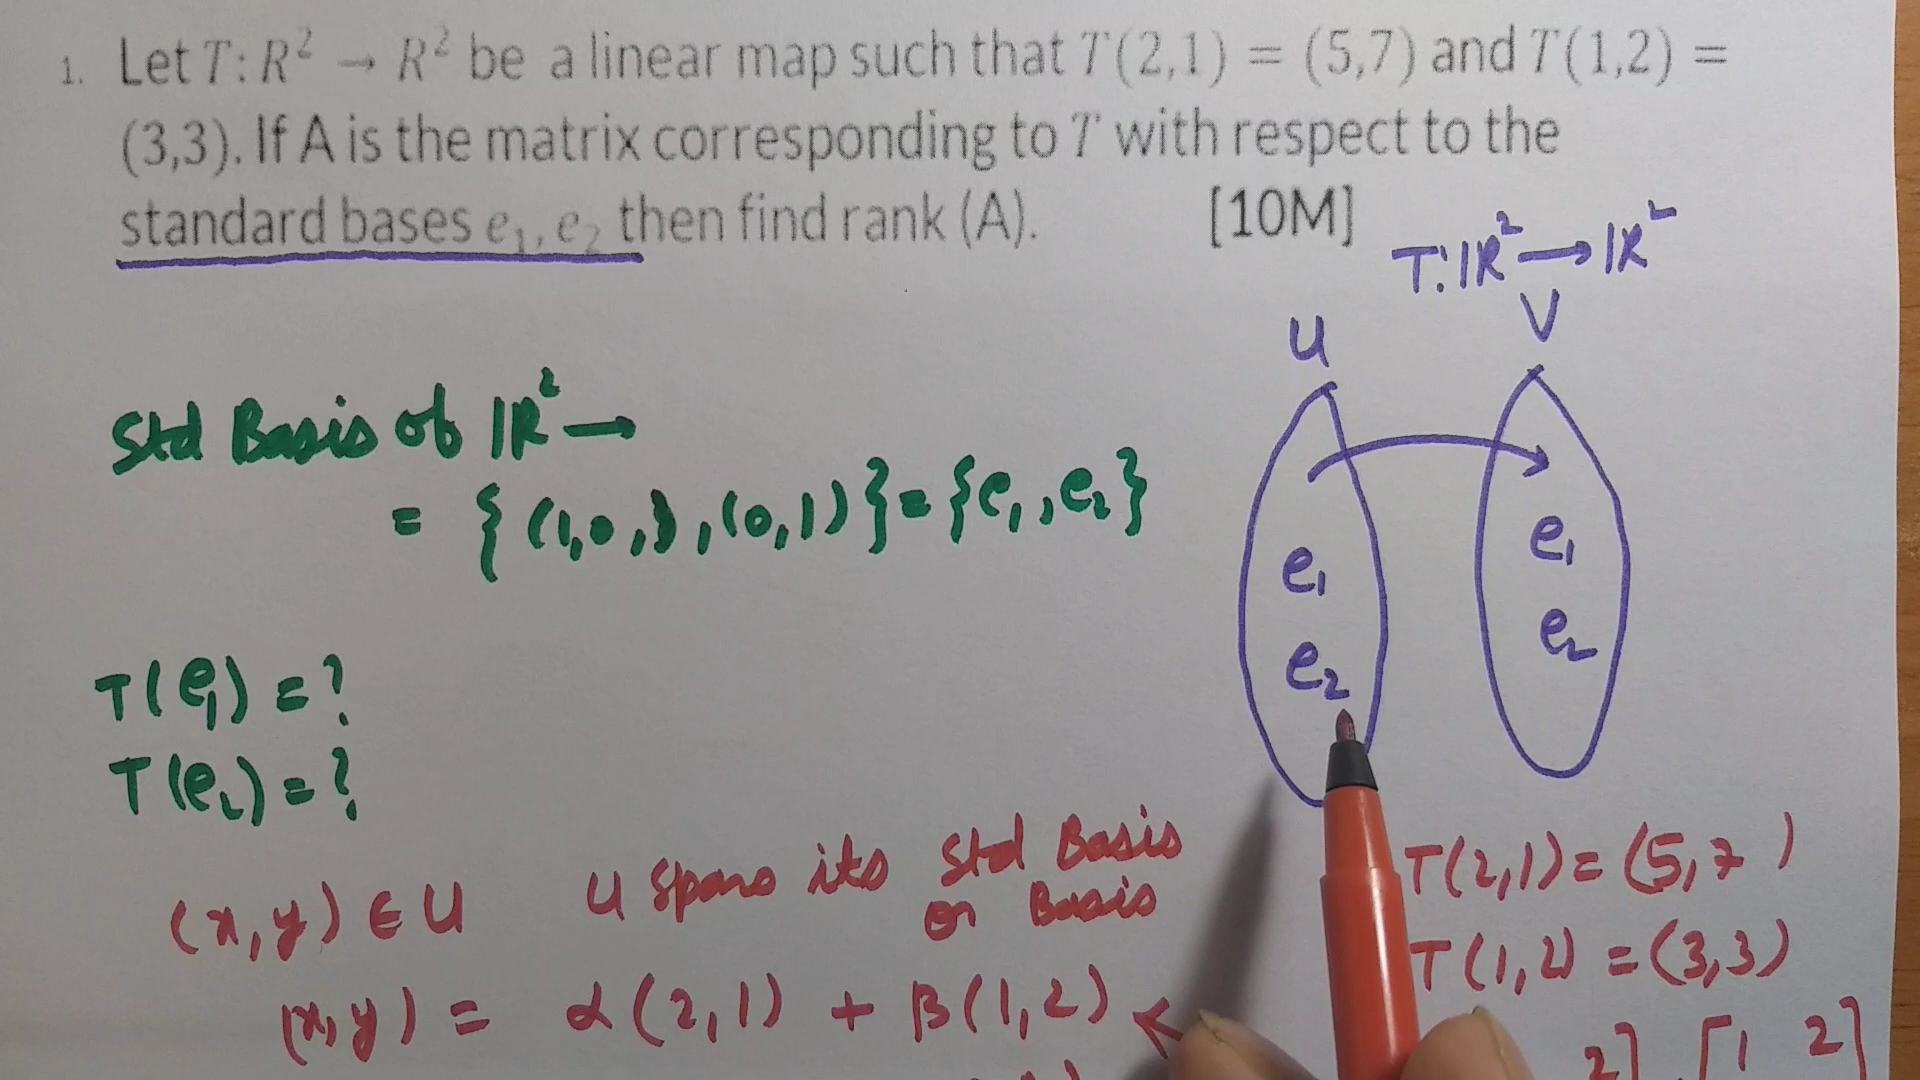 1. Let T: R² → R² be a linear map such that T(2,1) = (5,7) and T(1,2) =
(3,3). If A is the matrix corresponding to T with respect to the
standard bases e₁, e₂ then find rank (A). [10M]
T: ℝ² → ℝ²
U V
Std Basis of ℝ² →
= {(1,0,), (0,1)} = {e₁, e₂}
e₁ e₁
e₂ e₂
T(e₁) = ?
T(e₂) = ?
(x,y) ∈ U U spans its Std Basis
or Basis
T(2,1) = (5,7)
T(1,2) = (3,3)
(x,y) = α(2,1) + β(1,2) ←
2] [1 2]